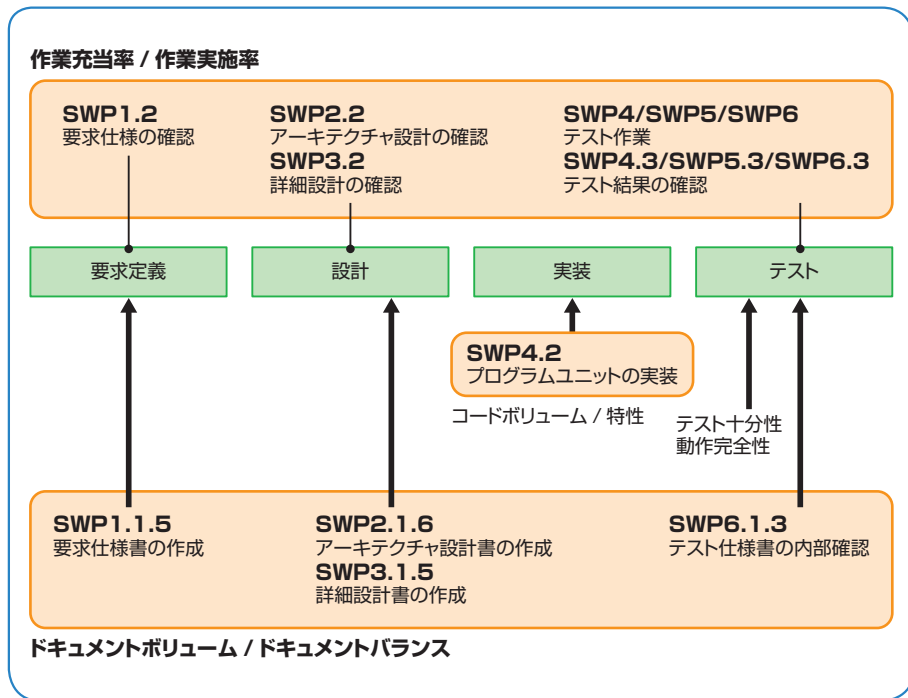 作業充当率 / 作業実施率
SWP1.2
要求仕様の確認
SWP2.2
アーキテクチャ設計の確認
SWP3.2
詳細設計の確認
SWP4/SWP5/SWP6
テスト作業
SWP4.3/SWP5.3/SWP6.3
テスト結果の確認
要求定義
設計
実装
テスト
SWP4.2
プログラムユニットの実装
コードボリューム / 特性
テスト十分性
動作完全性
SWP1.1.5
要求仕様書の作成
SWP2.1.6
アーキテクチャ設計書の作成
SWP3.1.5
詳細設計書の作成
SWP6.1.3
テスト仕様書の内部確認
ドキュメントボリューム / ドキュメントバランス